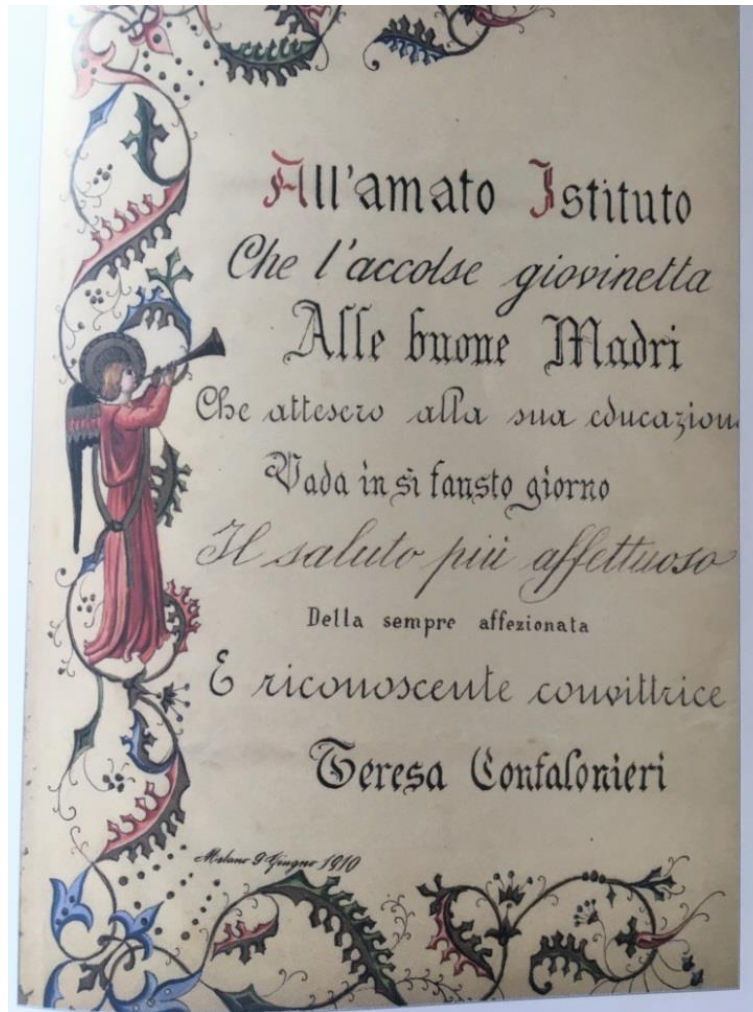 All'amato Istituto
Che l'accolse giovinetta
Alle buone Madri
Che attesero alla sua educazion
Vada in sì fausto giorno
Il saluto più affettuoso
Della sempre affezionata
E riconoscente convittrice
Teresa Confalonieri
Milano 9 Giugno 1910